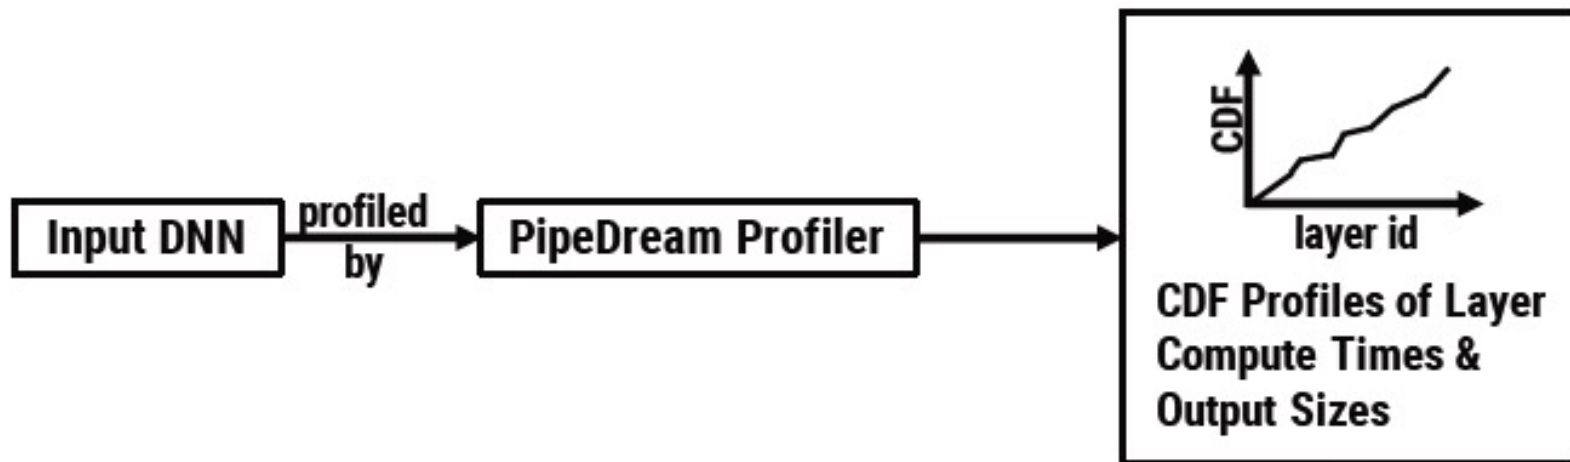 Input DNN
profiled
by
PipeDream Profiler
CDF
layer id
CDF Profiles of Layer
Compute Times &
Output Sizes